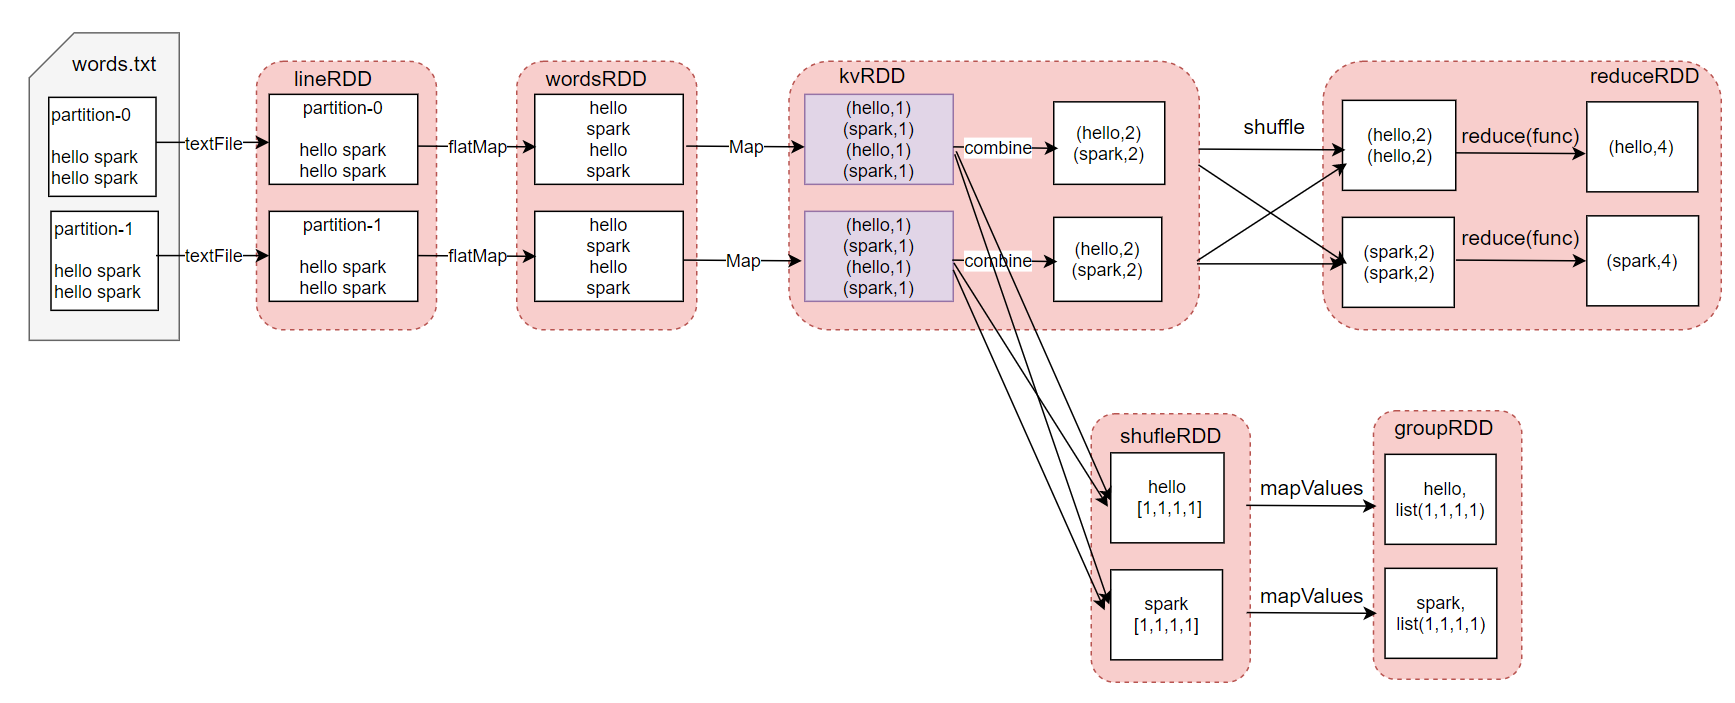 words.txt
partition-0
hello spark
hello spark
partition-1
hello spark
hello spark
textFile
textFile
lineRDD
partition-0
hello spark
hello spark
partition-1
hello spark
hello spark
flatMap
flatMap
wordsRDD
hello
spark
hello
spark
hello
spark
hello
spark
Map
Map
kvRDD
(hello,1)
(spark,1)
(hello,1)
(spark,1)
(hello,1)
(spark,1)
(hello,1)
(spark,1)
combine
combine
(hello,2)
(spark,2)
(hello,2)
(spark,2)
shuffle
reduceRDD
(hello,2)
(hello,2)
reduce(func)
(hello,4)
(spark,2)
(spark,2)
reduce(func)
(spark,4)
shufleRDD
hello
[1,1,1,1]
spark
[1,1,1,1]
mapValues
mapValues
groupRDD
hello,
list(1,1,1,1)
spark,
list(1,1,1,1)